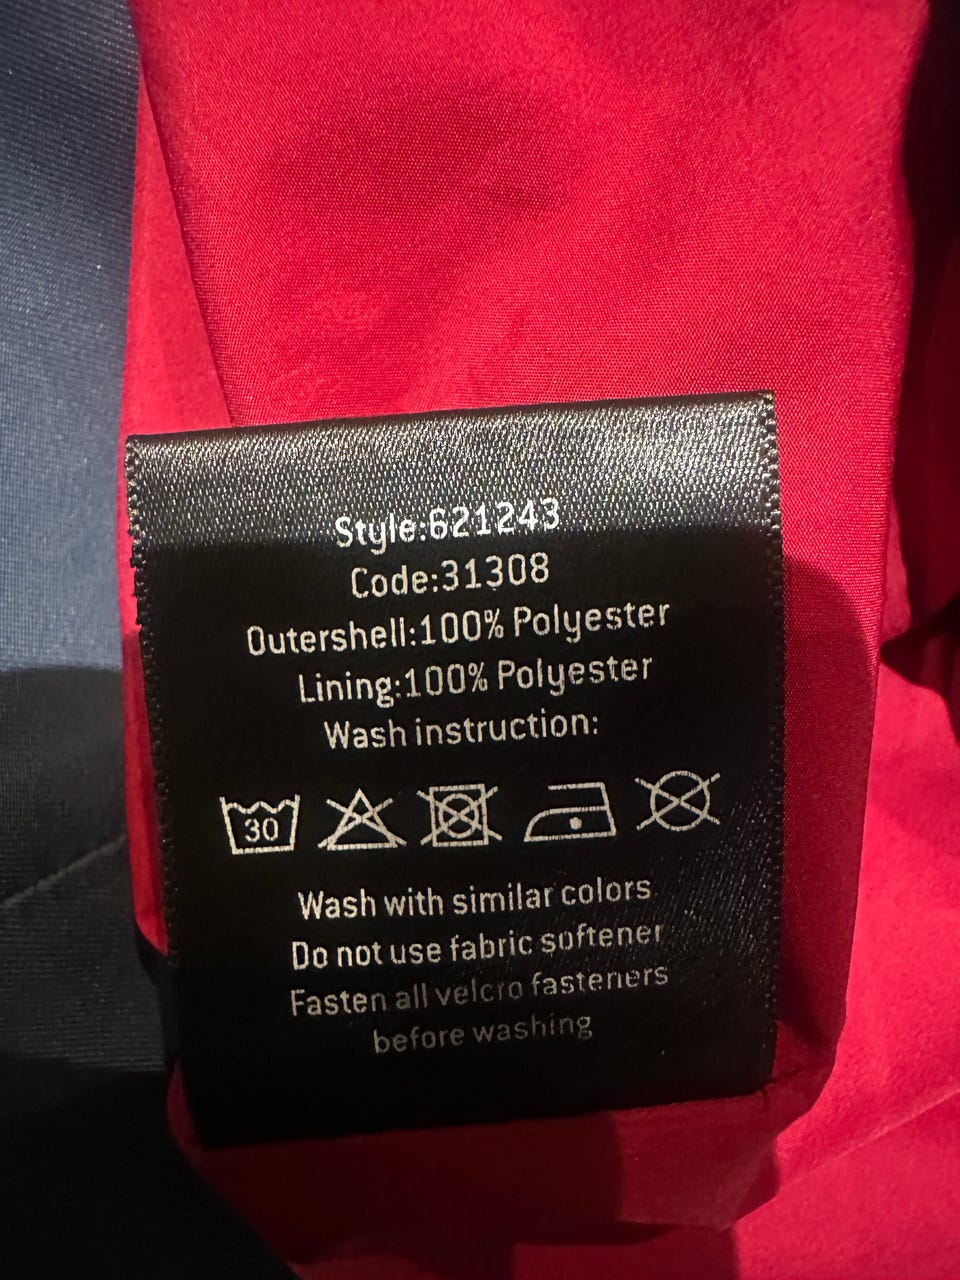 Style:621243
Code:31308
Outershell:100% Polyester
Lining:100% Polyester
Wash instruction:
30
Wash with similar colors
Do not use fabric softener
Fasten all velcro fasteners
before washing